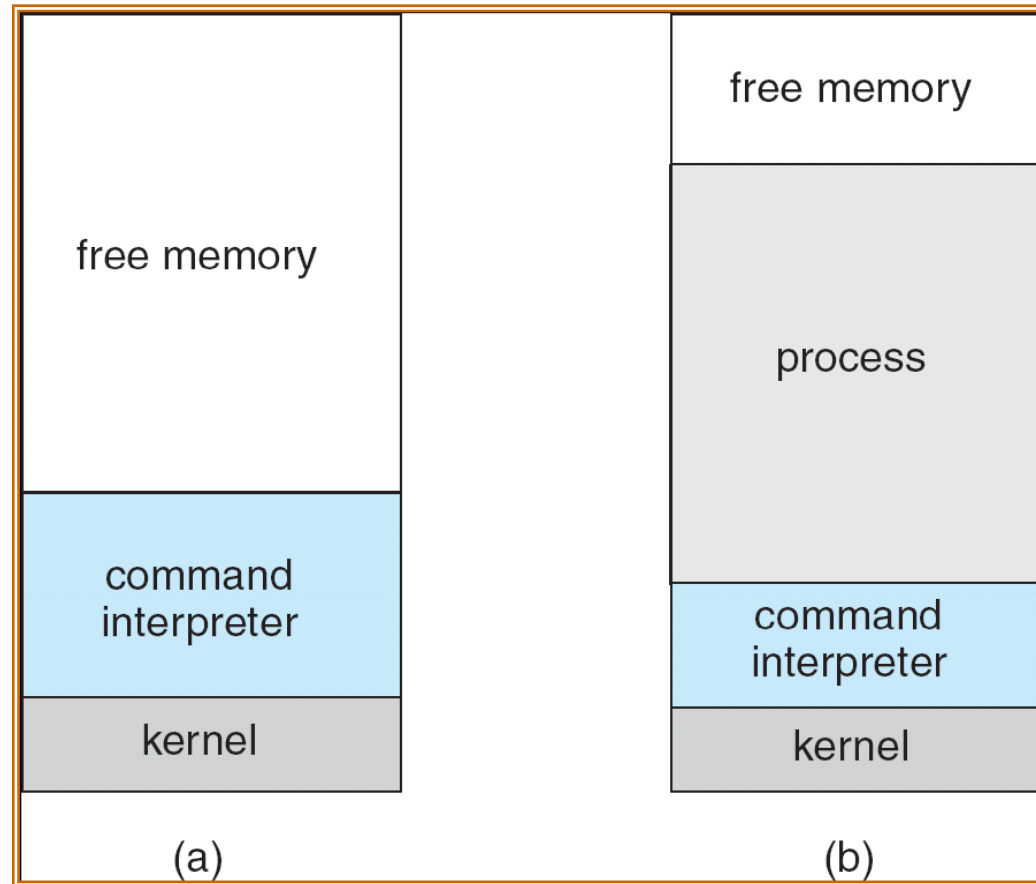 free memory
command
interpreter
kernel
(a)
free memory
process
command
interpreter
kernel
(b)